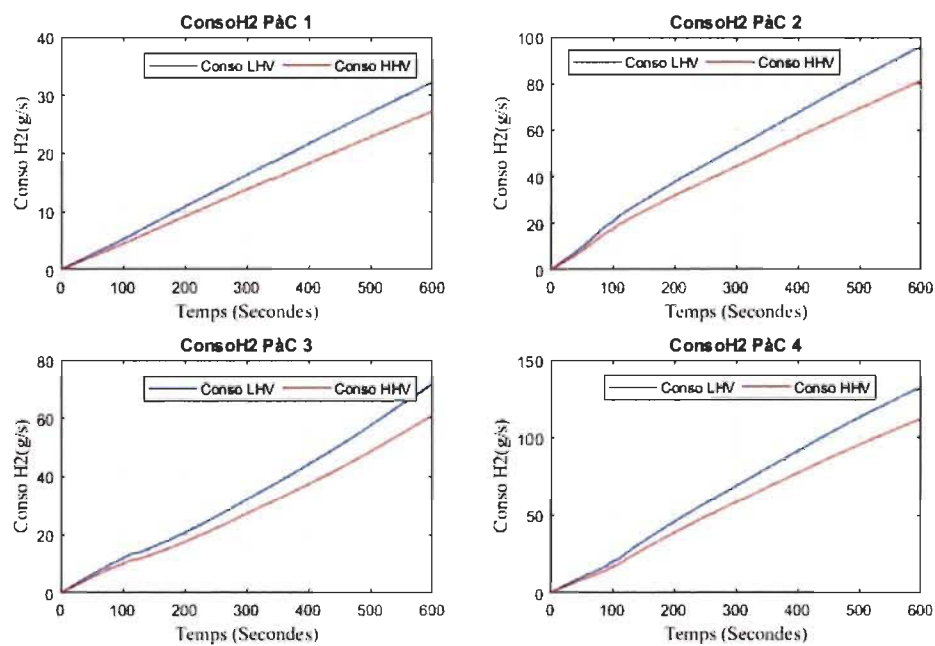 ConsoH2 PàC 1
Conso LHV Conso HHV
Conso H2(g/s)
40
30
20
10
0
0 100 200 300 400 500 600
Temps (Secondes)
ConsoH2 PàC 2
Conso LHV Conso HHV
Conso H2(g/s)
100
80
60
40
20
0
0 100 200 300 400 500 600
Temps (Secondes)
ConsoH2 PàC 3
Conso LHV Conso HHV
Conso H2(g/s)
80
60
40
20
0
0 100 200 300 400 500 600
Temps (Secondes)
ConsoH2 PàC 4
Conso LHV Conso HHV
Conso H2(g/s)
150
100
50
0
0 100 200 300 400 500 600
Temps (Secondes)